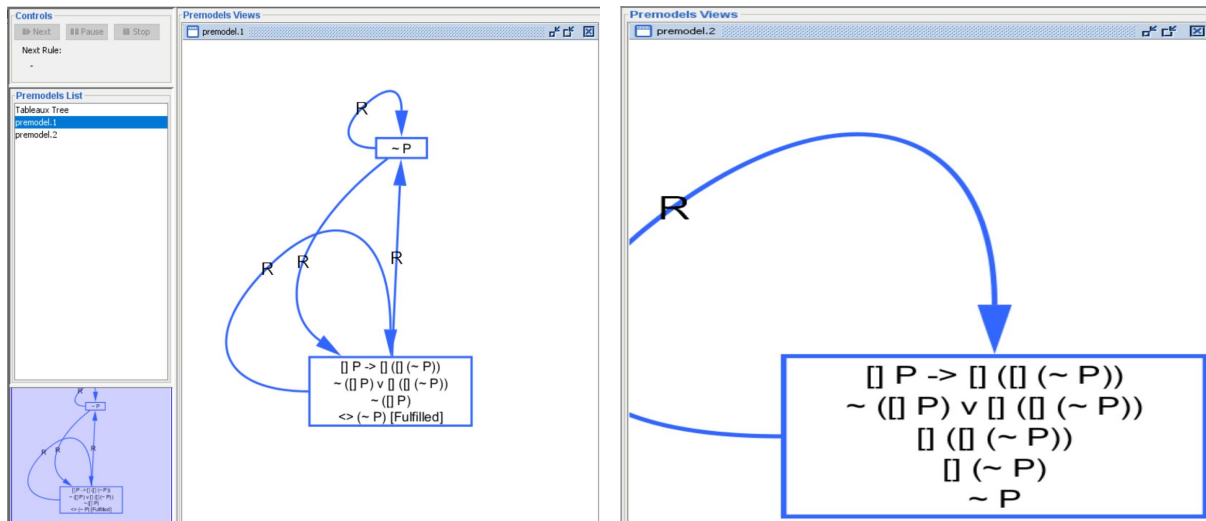 Controls
Next
Pause
Stop
Next Rule:
-
Premodels List
Tableaux Tree
premodel.1
premodel.2
R
~ P
R
R
R
[] P -> [] ([] (~ P))
~ ([] P) v [] ([] (~ P))
~ ([] P)
<> (~ P) [Fulfilled]
Premodels Views
premodel.1
R
~ P
R
R
R
[] P -> [] ([] (~ P))
~ ([] P) v [] ([] (~ P))
~ ([] P)
<> (~ P) [Fulfilled]
Premodels Views
premodel.2
R
[] P -> [] ([] (~ P))
~ ([] P) v [] ([] (~ P))
[] ([] (~ P))
[] (~ P)
~ P